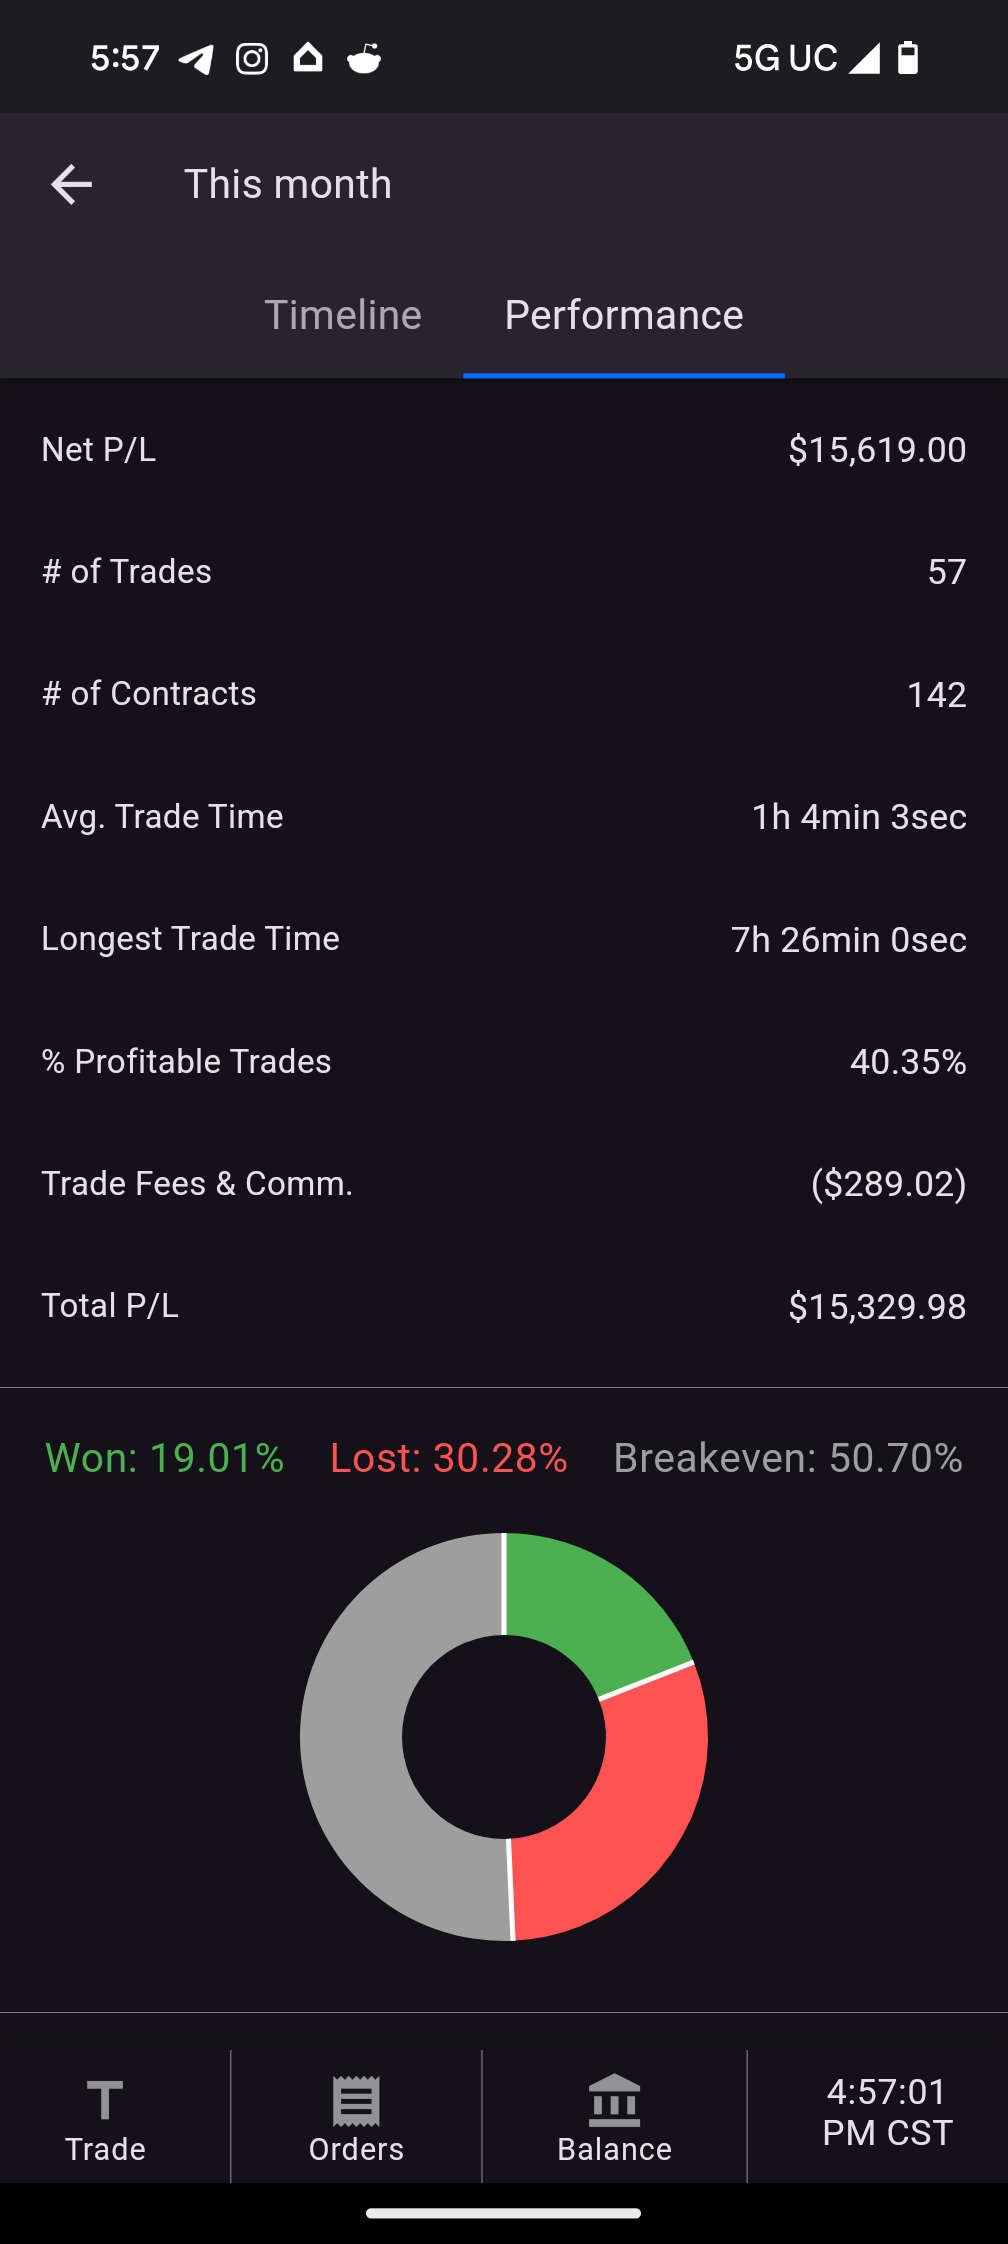 5:57 5G UC
This month
Timeline Performance
Net P/L $15,619.00
# of Trades 57
# of Contracts 142
Avg. Trade Time 1h 4min 3sec
Longest Trade Time 7h 26min 0sec
% Profitable Trades 40.35%
Trade Fees & Comm. ($289.02)
Total P/L $15,329.98
Won: 19.01% Lost: 30.28% Breakeven: 50.70%
Trade Orders Balance 4:57:01
PM CST